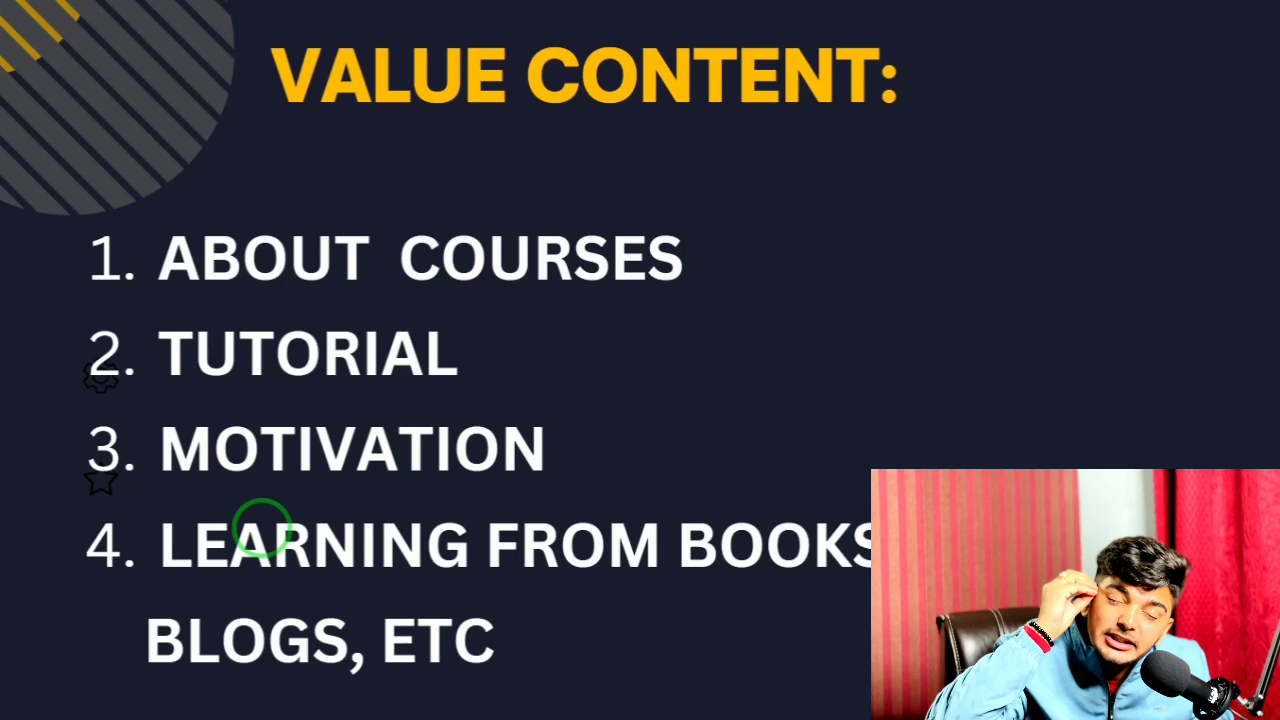 VALUE CONTENT:
1. ABOUT COURSES
2. TUTORIAL
3. MOTIVATION
4. LEARNING FROM BOOKS
BLOGS, ETC